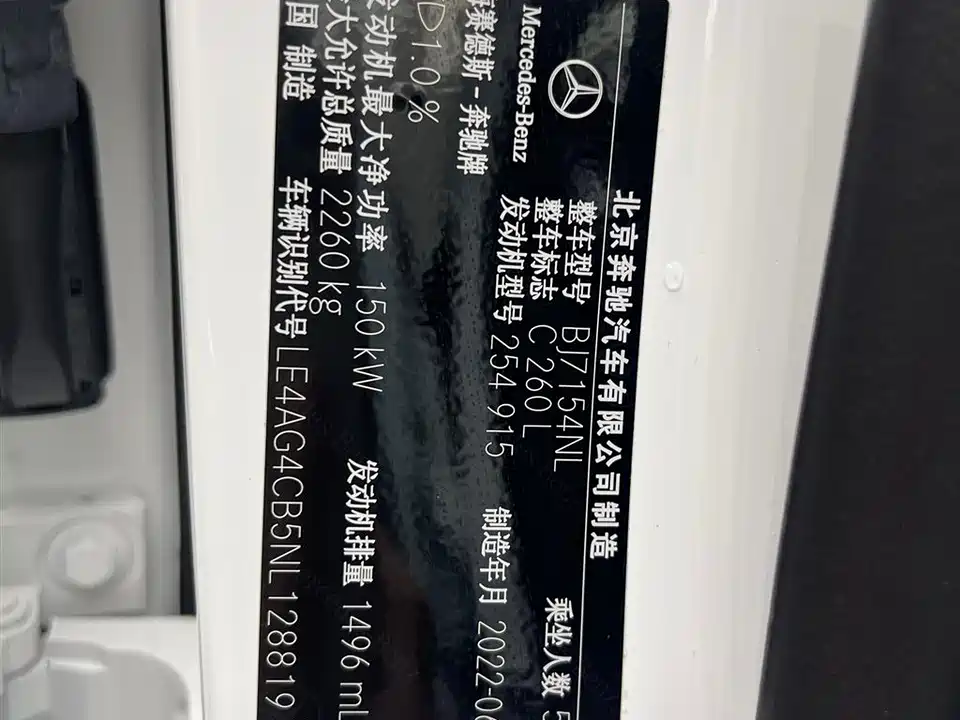 北京奔驰汽车有限公司制造
Mercedes-Benz
整车型号 BJ7154NL
乘坐人数 5
整车标志 C 260 L
梅赛德斯-奔驰牌
发动机型号 254 915
制造年月 2022-06
D1.0%
发动机最大净功率 150 kW
发动机排量 1496 mL
最大允许总质量 2260 kg
国 制造
车辆识别代号 LE4AG4CB5NL128819